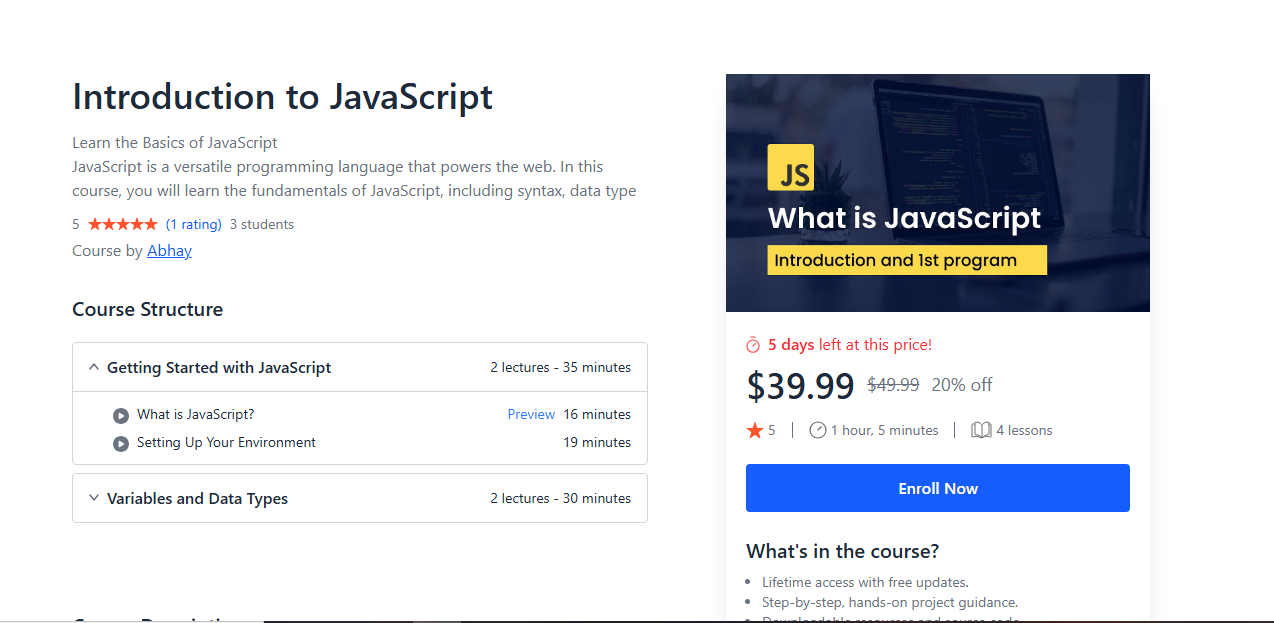 Introduction to JavaScript
Learn the Basics of JavaScript
JavaScript is a versatile programming language that powers the web. In this
course, you will learn the fundamentals of JavaScript, including syntax, data type
5 (1 rating) 3 students
Course by Abhay
Course Structure
Getting Started with JavaScript 2 lectures - 35 minutes
What is JavaScript? Preview 16 minutes
Setting Up Your Environment 19 minutes
Variables and Data Types 2 lectures - 30 minutes
JS
What is JavaScript
Introduction and 1st program
5 days left at this price!
$39.99 $49.99 20% off
5 | 1 hour, 5 minutes | 4 lessons
Enroll Now
What's in the course?
Lifetime access with free updates.
Step-by-step, hands-on project guidance.